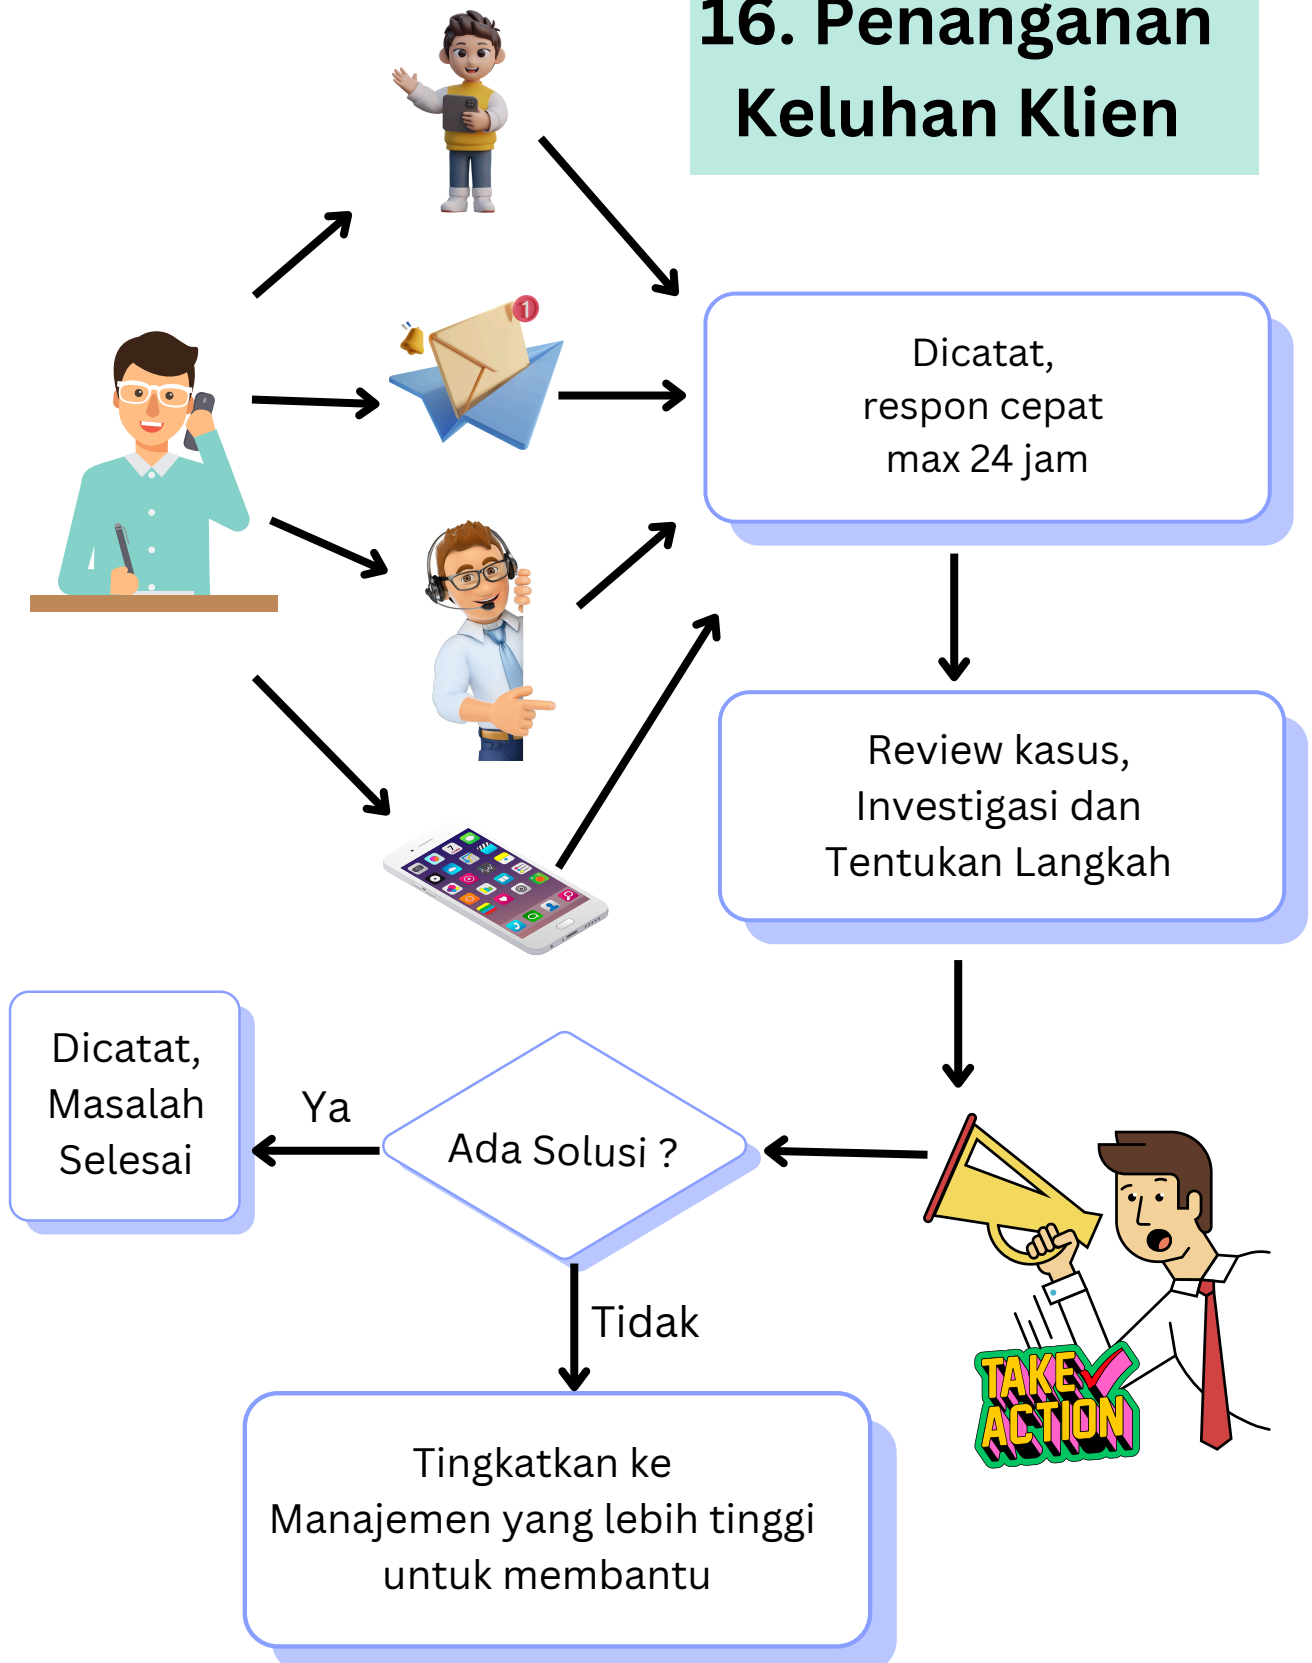 16. Penanganan
Keluhan Klien
1
Dicatat,
respon cepat
max 24 jam
Review kasus,
Investigasi dan
Tentukan Langkah
Dicatat,
Masalah
Selesai
Ya
Ada Solusi ?
Tidak
TAKE
ACTION
Tingkatkan ke
Manajemen yang lebih tinggi
untuk membantu